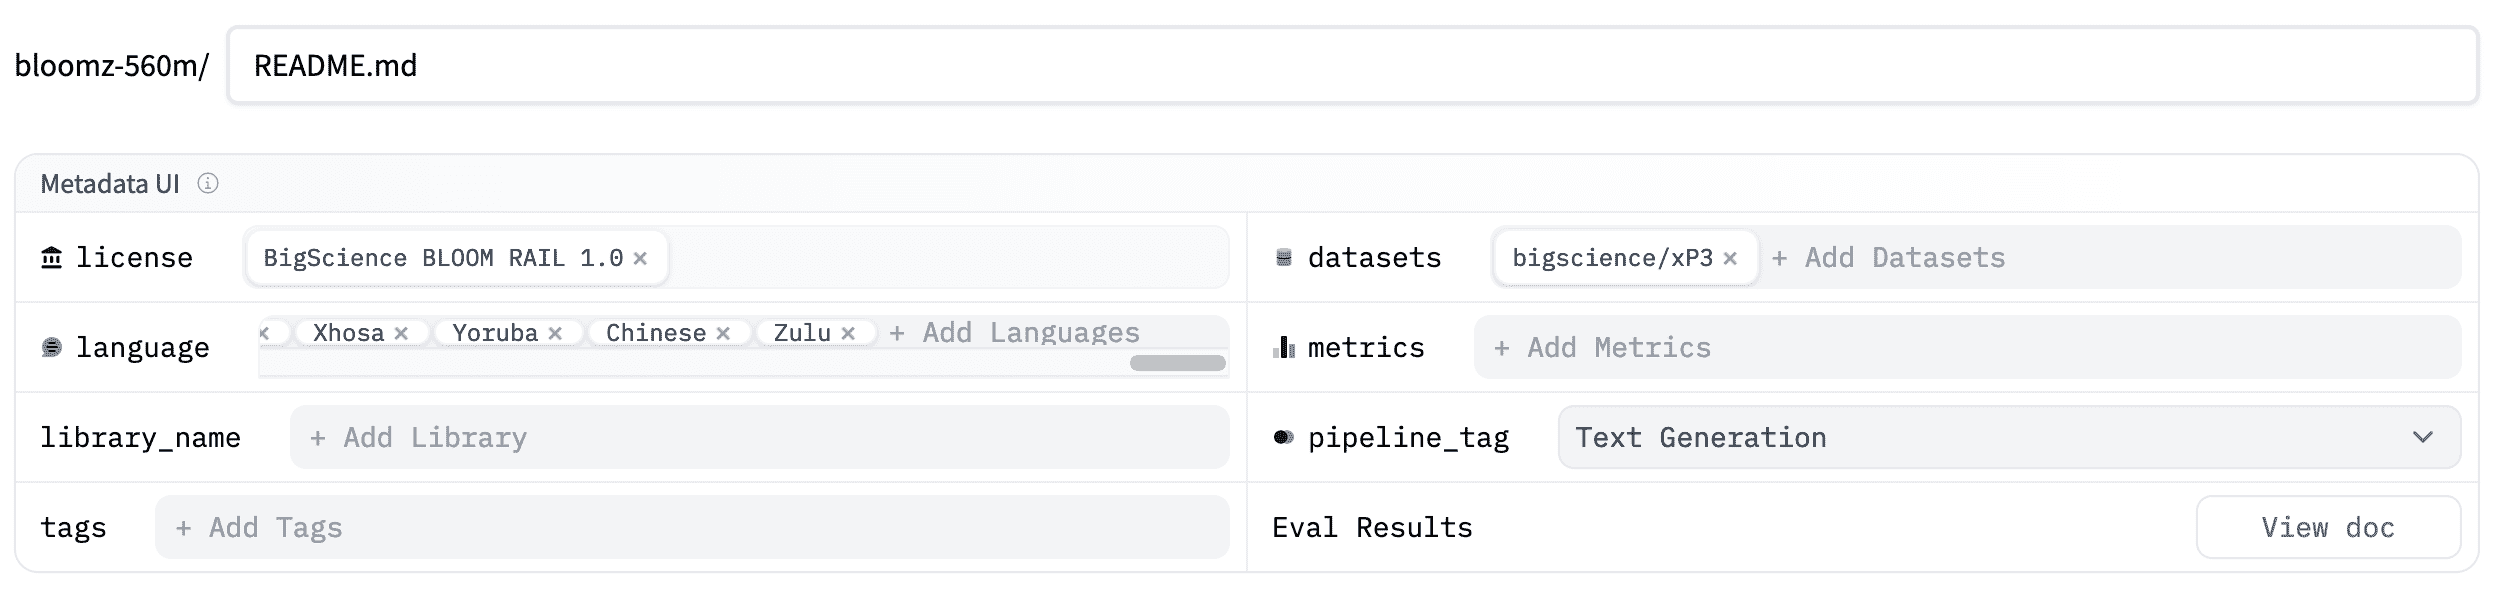 bloomz-560m/ README.md
Metadata UI
license BigScience BLOOM RAIL 1.0 ×
datasets bigscience/xP3 × + Add Datasets
language × Xhosa × Yoruba × Chinese × Zulu × + Add Languages
metrics + Add Metrics
library_name + Add Library
pipeline_tag Text Generation
tags + Add Tags
Eval Results View doc